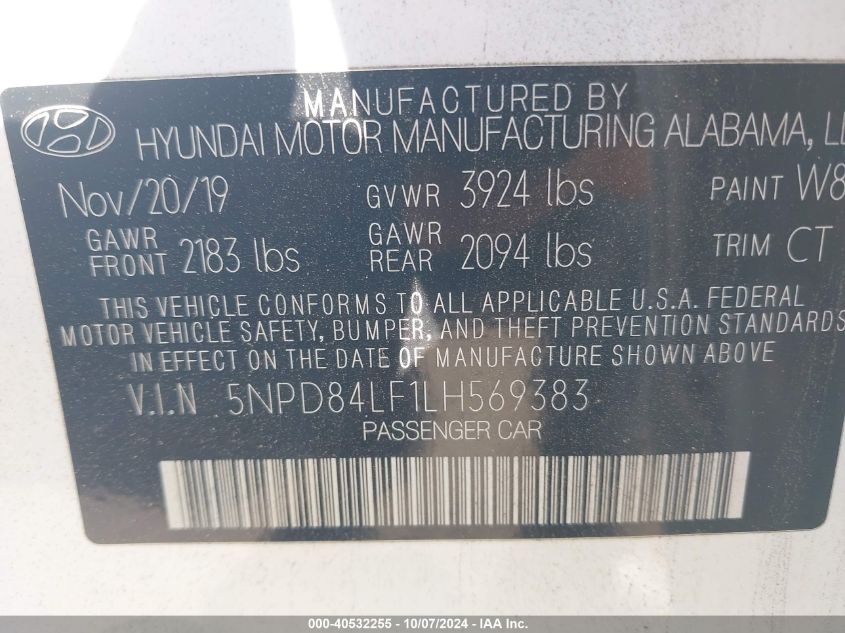 MANUFACTURED BY
HYUNDAI MOTOR MANUFACTURING ALABAMA,
Nov/20/19 GVWR 3924 lbs PAINT W8
GAWR FRONT 2183 lbs GAWR REAR 2094 lbs TRIM CT
THIS VEHICLE CONFORMS TO ALL APPLICABLE U.S.A. FEDERAL
MOTOR VEHICLE SAFETY, BUMPER, AND THEFT PREVENTION STANDARDS
IN EFFECT ON THE DATE OF MANUFACTURE SHOWN ABOVE.
V.I.N 5NPD84LF1LH569383
PASSENGER CAR
000-40532255 - 10/07/2024 - IAA Inc.